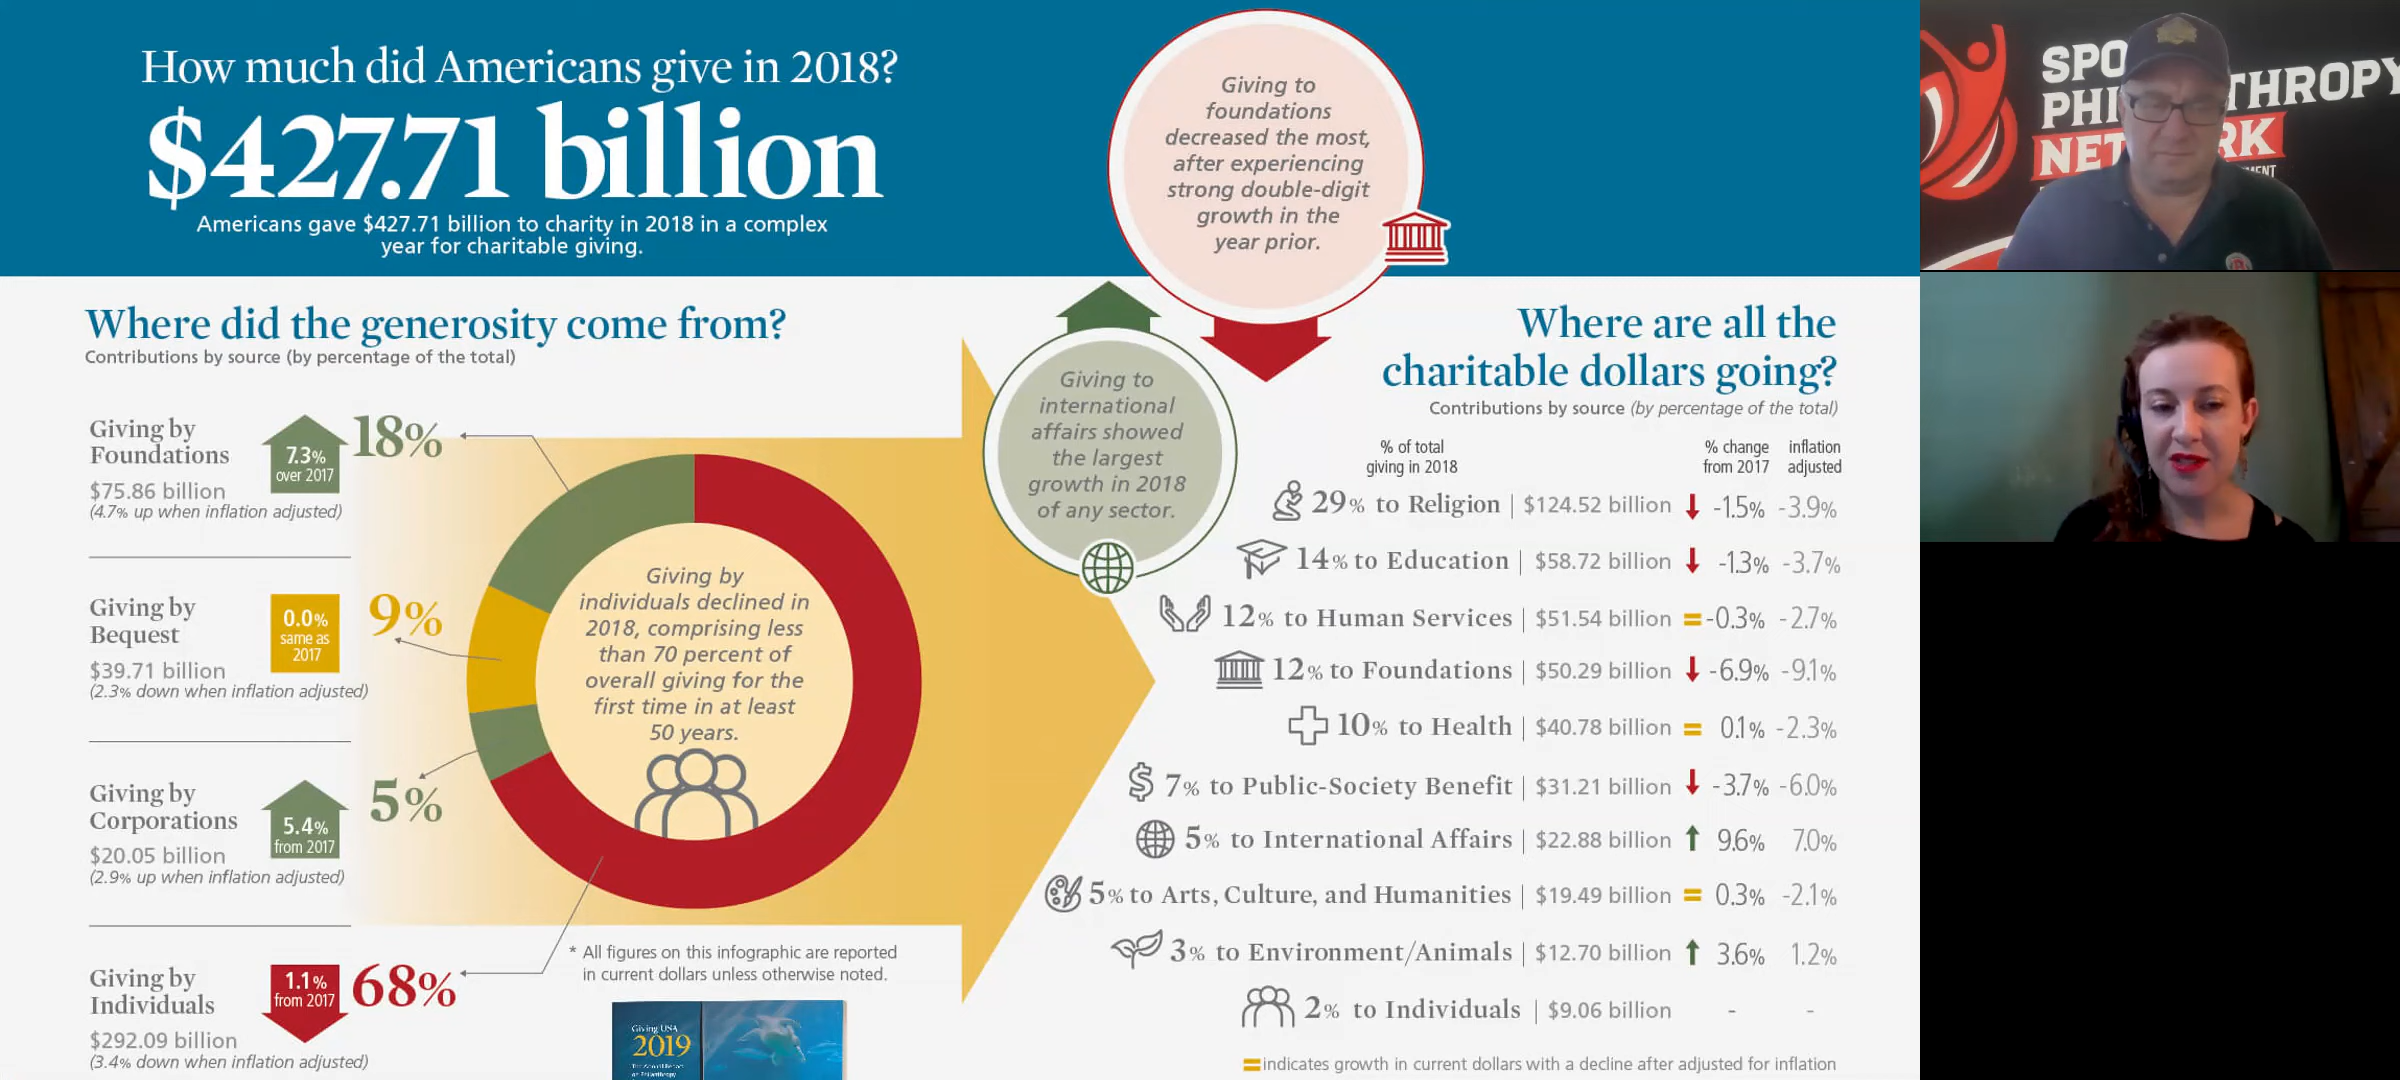 How much did Americans give in 2018?
$427.71 billion
Americans gave $427.71 billion to charity in 2018 in a complex
year for charitable giving.
Giving to
foundations
decreased the most,
after experiencing
strong double-digit
growth in the
year prior.
Where did the generosity come from?
Contributions by source (by percentage of the total)
Giving by
Foundations
$75.86 billion
(4.7% up when inflation adjusted)
7.3%
over 2017
18%
Giving by
Bequest
$39.71 billion
(2.3% down when inflation adjusted)
0.0%
same as
2017
9%
Giving by
Corporations
$20.05 billion
(2.9% up when inflation adjusted)
5.4%
from 2017
5%
Giving by
Individuals
$292.09 billion
(3.4% down when inflation adjusted)
1.1%
from 2017
68%
Giving by
individuals declined in
2018, comprising less
than 70 percent of
overall giving for the
first time in at least
50 years.
* All figures on this infographic are reported
in current dollars unless otherwise noted.
Giving USA
2019
The Annual Report
on Philanthropy
Giving to
international
affairs showed
the largest
growth in 2018
of any sector.
Where are all the
charitable dollars going?
Contributions by source (by percentage of the total)
% of total
giving in 2018
% change
from 2017
inflation
adjusted
29% to Religion | $124.52 billion -1.5% -3.9%
14% to Education | $58.72 billion -1.3% -3.7%
12% to Human Services | $51.54 billion = -0.3% -2.7%
12% to Foundations | $50.29 billion -6.9% -9.1%
10% to Health | $40.78 billion = 0.1% -2.3%
$ 7% to Public-Society Benefit | $31.21 billion -3.7% -6.0%
5% to International Affairs | $22.88 billion 9.6% 7.0%
5% to Arts, Culture, and Humanities | $19.49 billion = 0.3% -2.1%
3% to Environment/Animals | $12.70 billion 3.6% 1.2%
2% to Individuals | $9.06 billion - -
= indicates growth in current dollars with a decline after adjusted for inflation
SPO
PHI THROPY
NET RK